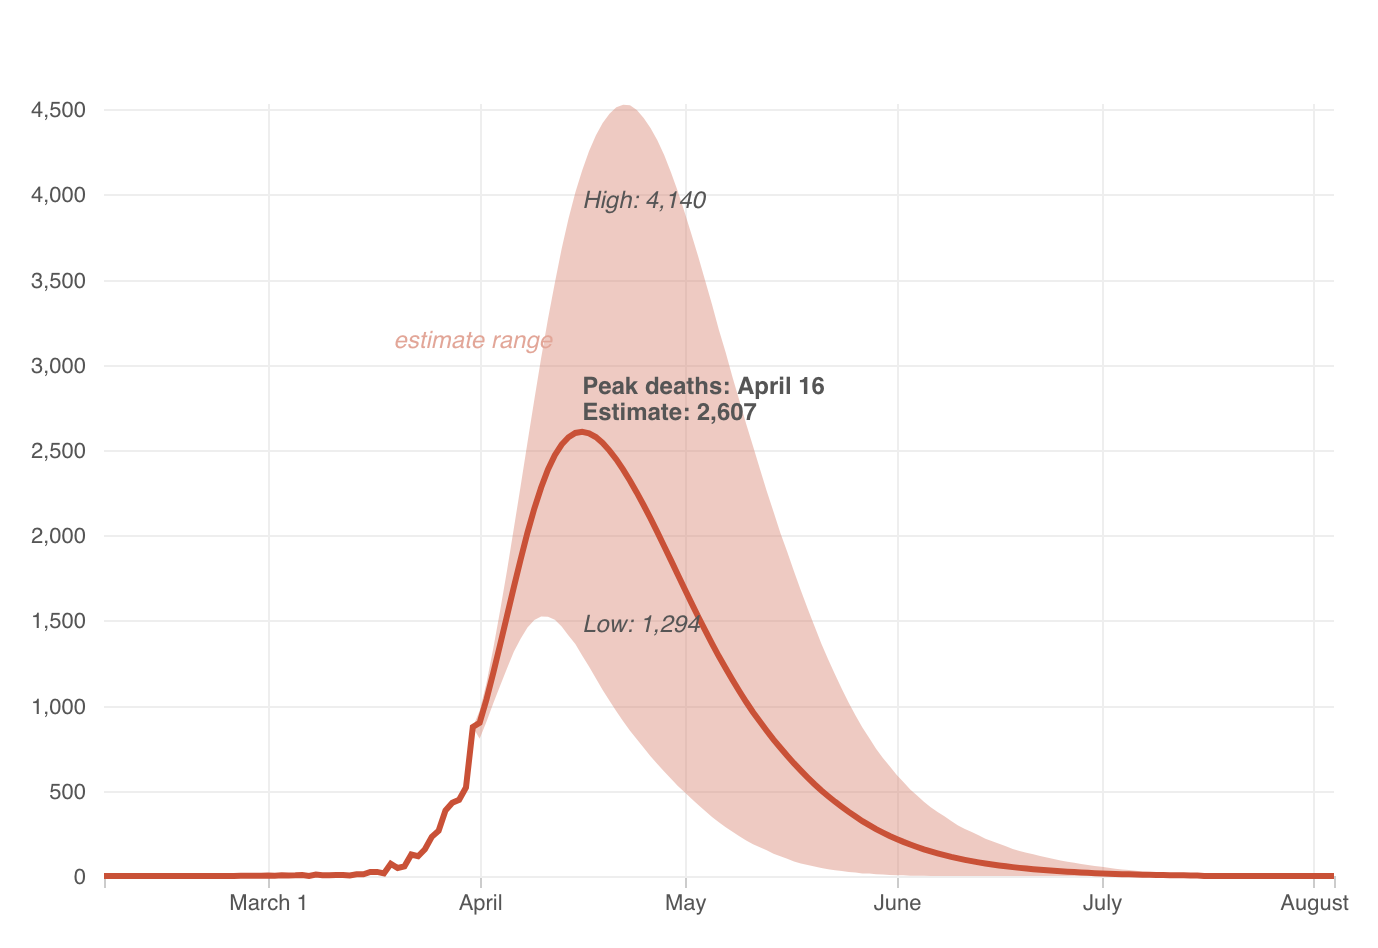 4,500
4,000
High: 4,140
3,500
estimate range
3,000
Peak deaths: April 16
Estimate: 2,607
2,500
2,000
1,500
Low: 1,294
1,000
500
0
March 1 April May June July August